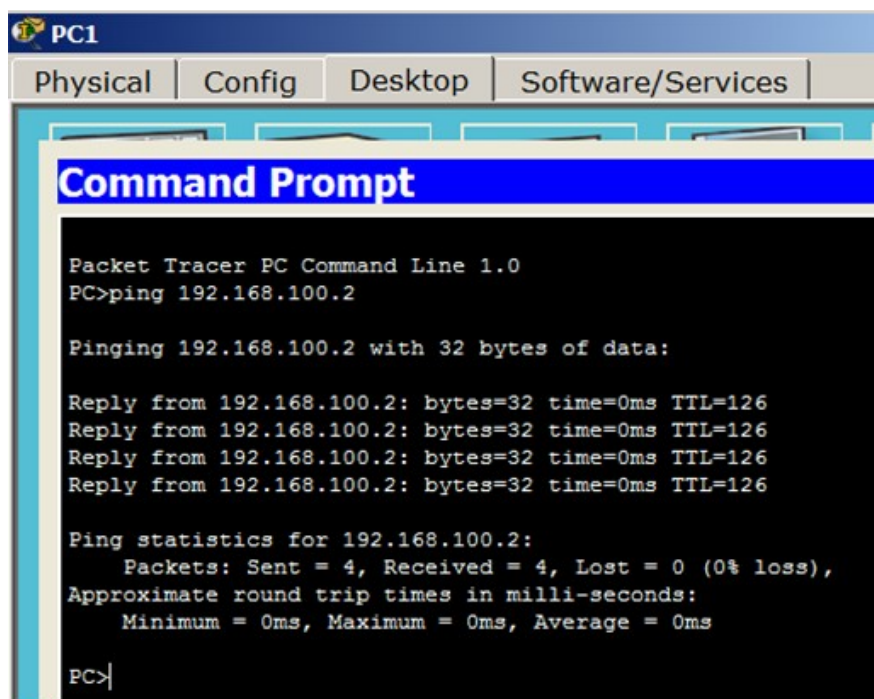 PC1
Physical Config Desktop Software/Services
Command Prompt
Packet Tracer PC Command Line 1.0
PC>ping 192.168.100.2
Pinging 192.168.100.2 with 32 bytes of data:
Reply from 192.168.100.2: bytes=32 time=0ms TTL=126
Reply from 192.168.100.2: bytes=32 time=0ms TTL=126
Reply from 192.168.100.2: bytes=32 time=0ms TTL=126
Reply from 192.168.100.2: bytes=32 time=0ms TTL=126
Ping statistics for 192.168.100.2:
Packets: Sent = 4, Received = 4, Lost = 0 (0% loss),
Approximate round trip times in milli-seconds:
Minimum = 0ms, Maximum = 0ms, Average = 0ms
PC>